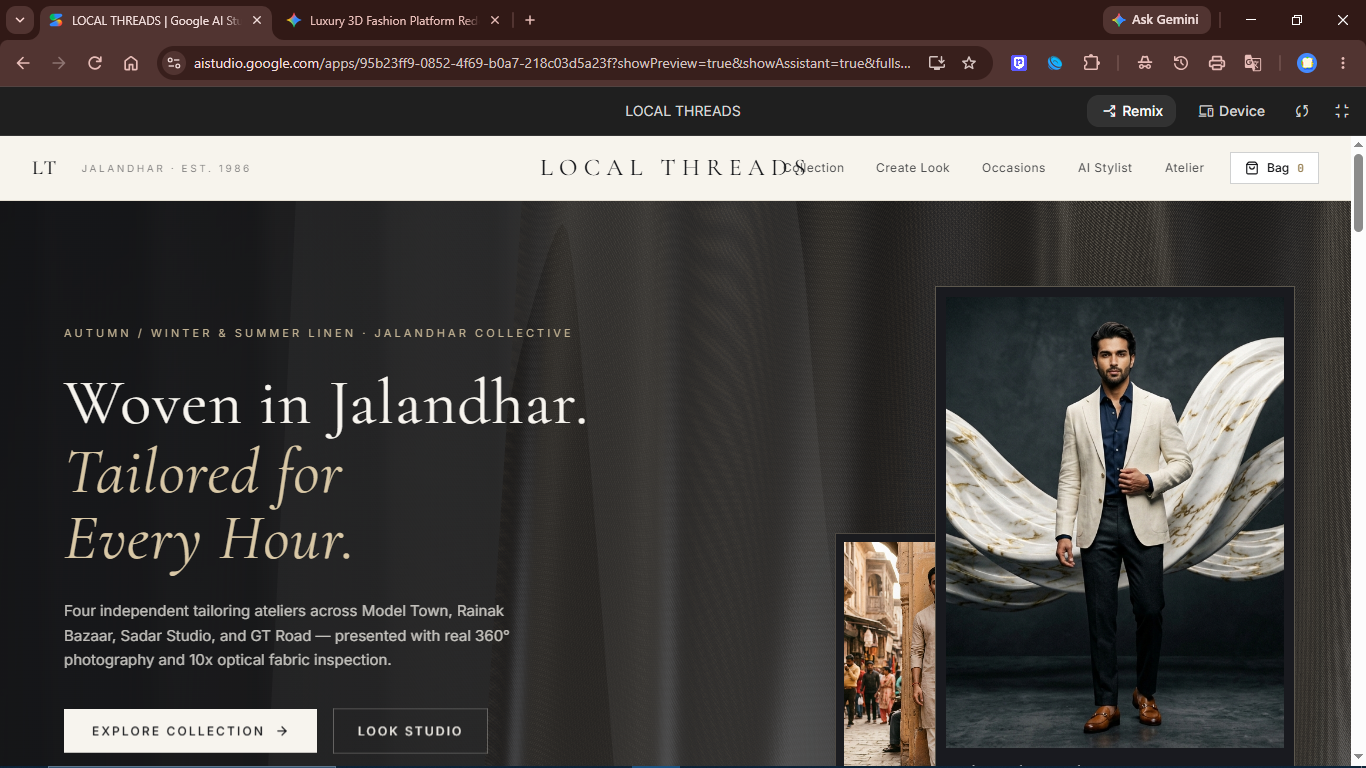 LOCAL THREADS | Google AI Stu
Luxury 3D Fashion Platform Red
Ask Gemini
aistudio.google.com/apps/95b23ff9-0852-4f69-b0a7-218c03d5a23f?showPreview=true&showAssistant=true&fulls...
LOCAL THREADS
Remix
Device
LT
JALANDHAR · EST. 1986
LOCAL THREADS
Collection
Create Look
Occasions
AI Stylist
Atelier
Bag 0
AUTUMN / WINTER & SUMMER LINEN · JALANDHAR COLLECTIVE
Woven in Jalandhar.
Tailored for
Every Hour.
Four independent tailoring ateliers across Model Town, Rainak
Bazaar, Sadar Studio, and GT Road — presented with real 360°
photography and 10x optical fabric inspection.
EXPLORE COLLECTION →
LOOK STUDIO